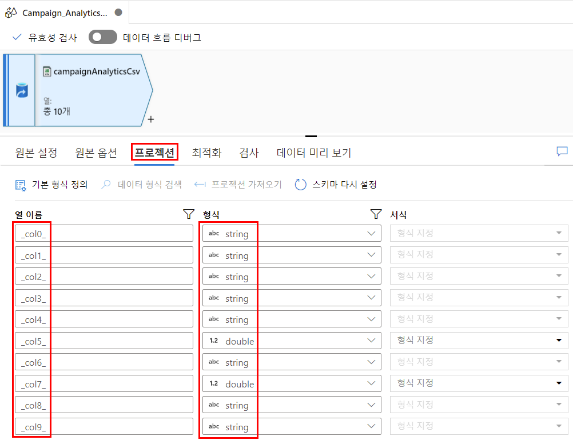 Campaign_Analytics...
유효성 검사 데이터 흐름 디버그
campaignAnalyticsCsv
열:
총 10개
+
원본 설정 원본 옵션 프로젝션 최적화 검사 데이터 미리 보기
기본 형식 정의 데이터 형식 검색 프로젝션 가져오기 스키마 다시 설정
열 이름 형식 서식
_col0_ abc string 형식 지정
_col1_ abc string 형식 지정
_col2_ abc string 형식 지정
_col3_ abc string 형식 지정
_col4_ abc string 형식 지정
_col5_ 1.2 double 형식 지정
_col6_ abc string 형식 지정
_col7_ 1.2 double 형식 지정
_col8_ abc string 형식 지정
_col9_ abc string 형식 지정